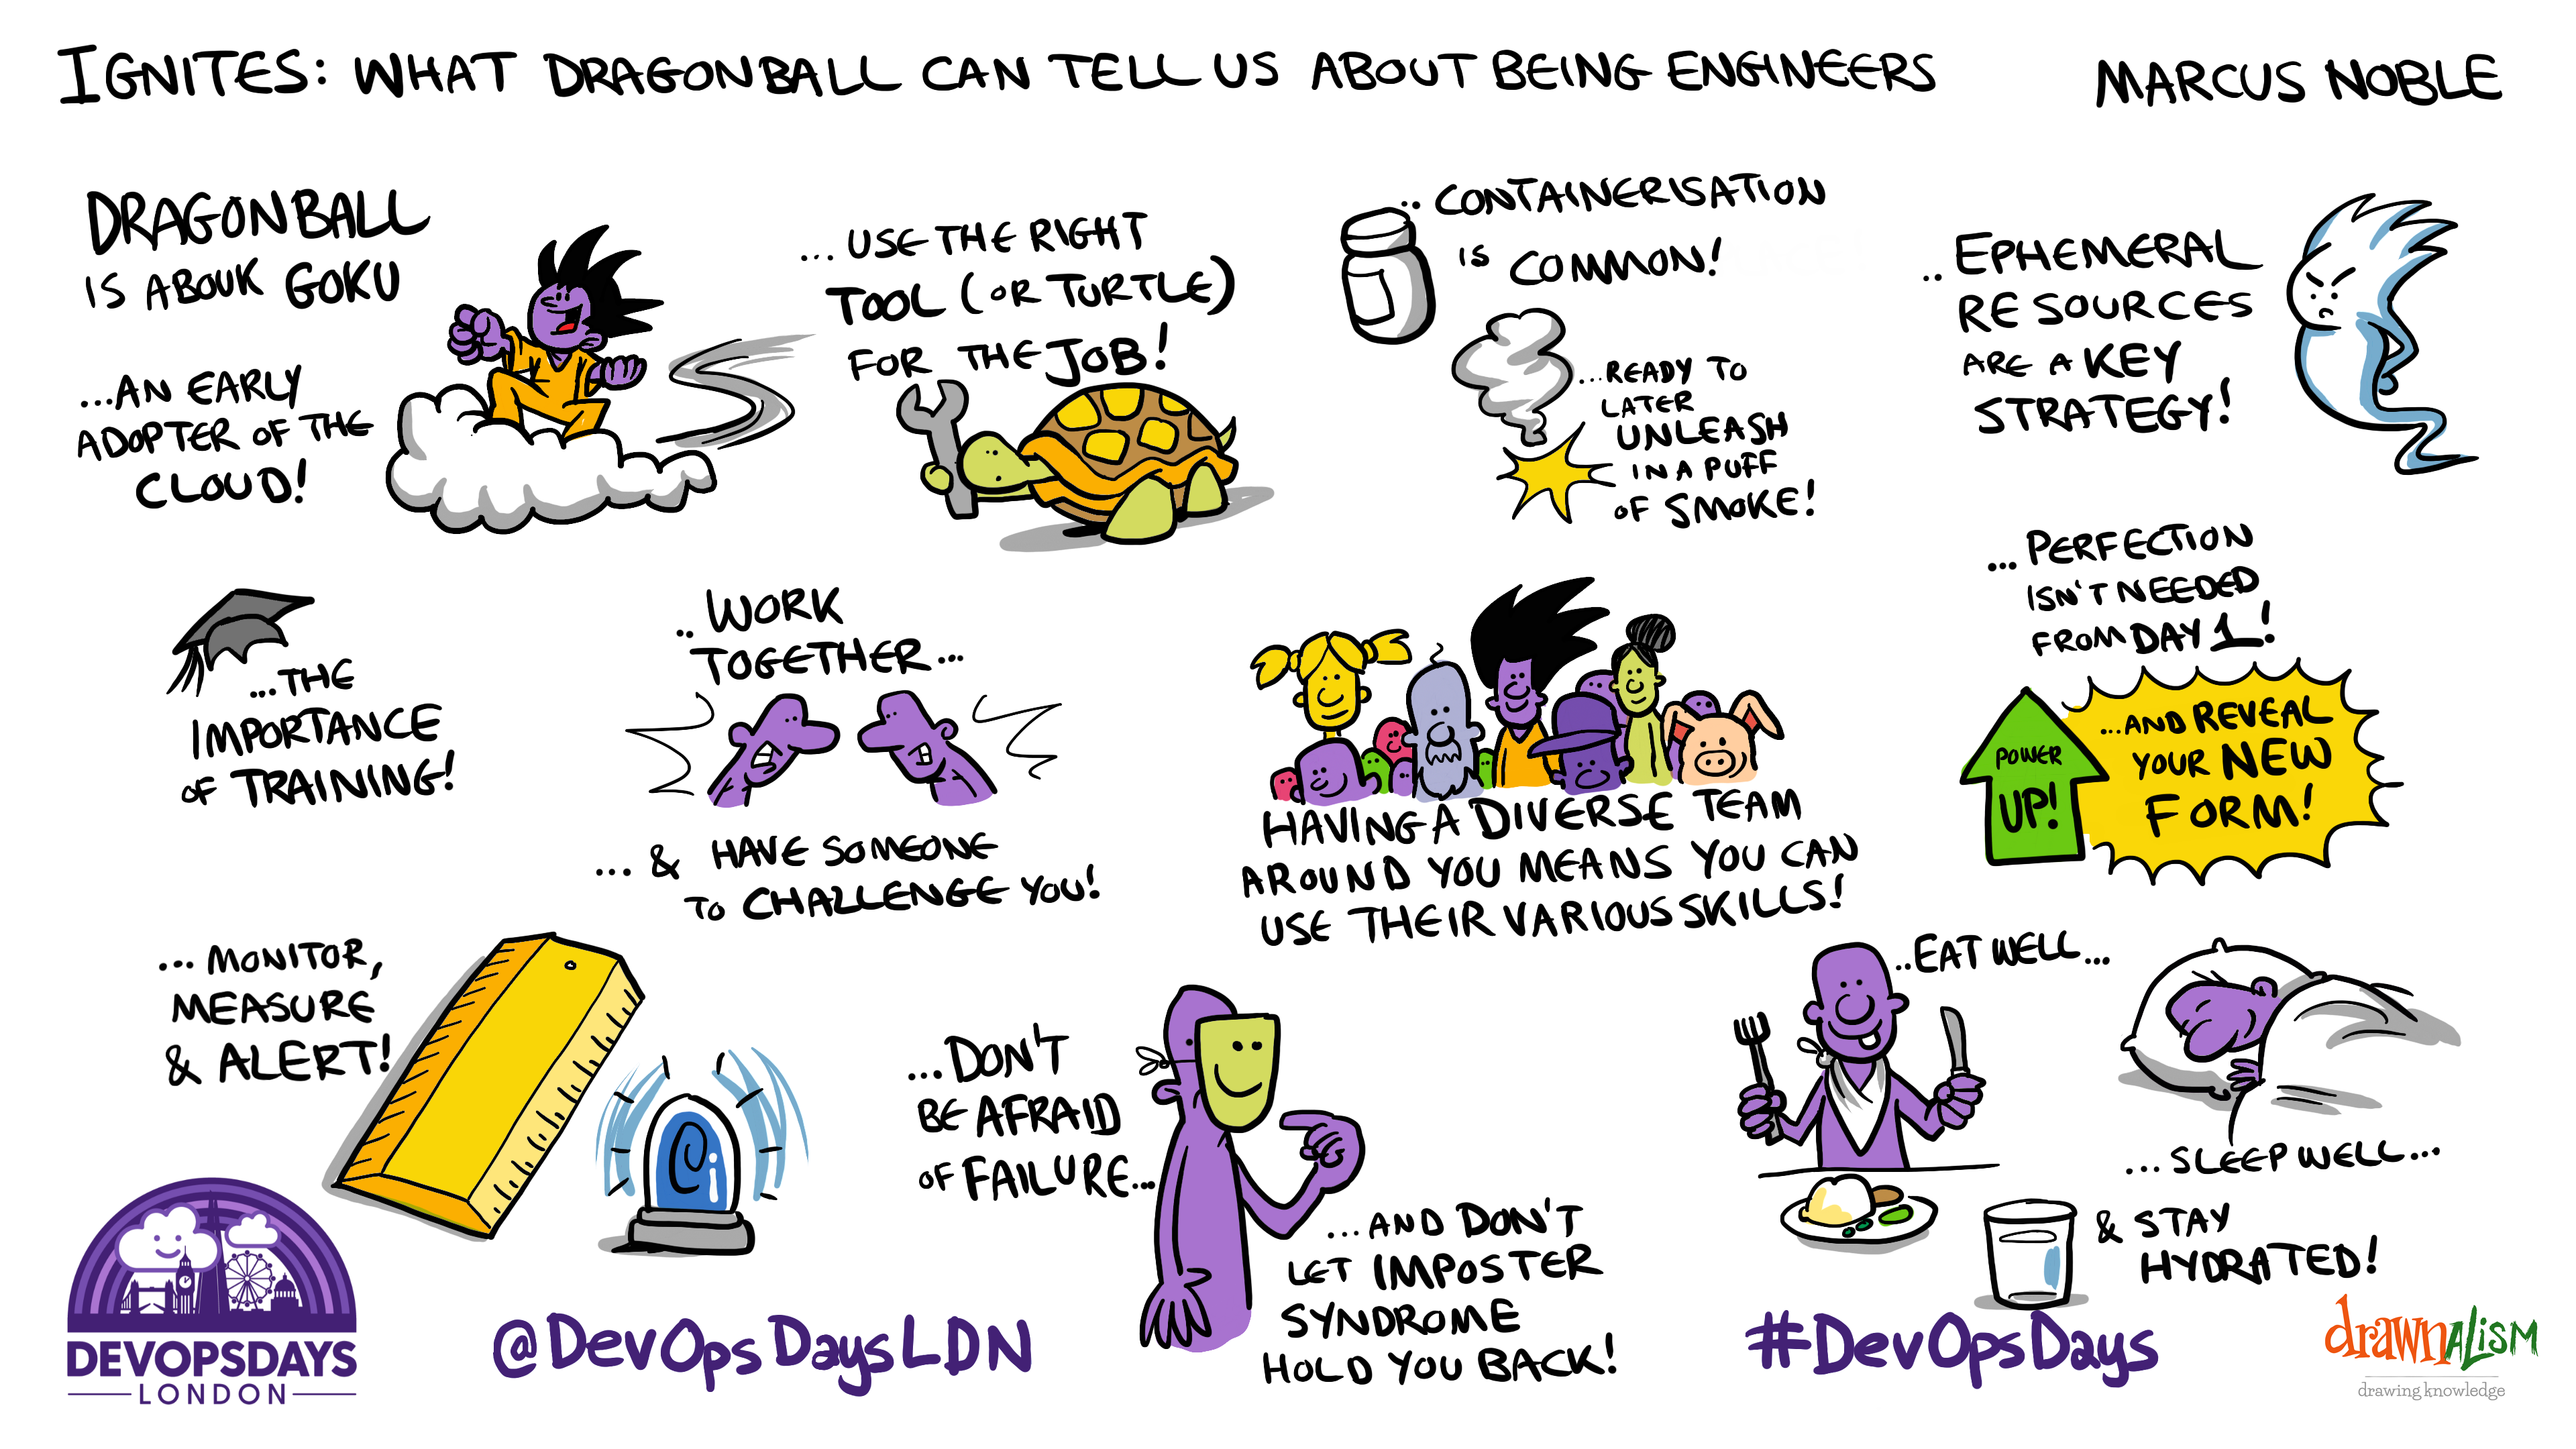 IGNITES: WHAT DRAGONBALL CAN TELL US ABOUT BEING ENGINEERS
MARCUS NOBLE
DRAGONBALL
IS ABOUK GOKU
...AN EARLY
ADOPTER OF THE
CLOUD!
... USE THE RIGHT
TOOL (OR TURTLE)
FOR THE JOB!
.. CONTAINERISATION
IS COMMON!
...READY TO
LATER
UNLEASH
IN A PUFF
OF SMOKE!
.. EPHEMERAL
RESOURCES
ARE A KEY
STRATEGY!
...THE
IMPORTANCE
OF TRAINING!
.. WORK
TOGETHER...
... & HAVE SOMEONE
TO CHALLENGE YOU!
HAVING A DIVERSE TEAM
AROUND YOU MEANS YOU CAN
USE THEIR VARIOUS SKILLS!
... PERFECTION
ISN'T NEEDED
FROM DAY 1!
POWER
UP!
...AND REVEAL
YOUR NEW
FORM!
... MONITOR,
MEASURE
& ALERT!
...DON'T
BE AFRAID
OF FAILURE...
...AND DON'T
LET IMPOSTER
SYNDROME
HOLD YOU BACK!
..EAT WELL...
...SLEEP WELL...
& STAY
HYDRATED!
DEVOPSDAYS
LONDON
@DevOpsDaysLDN
#DevOpsDays
drawnalism
drawing knowledge